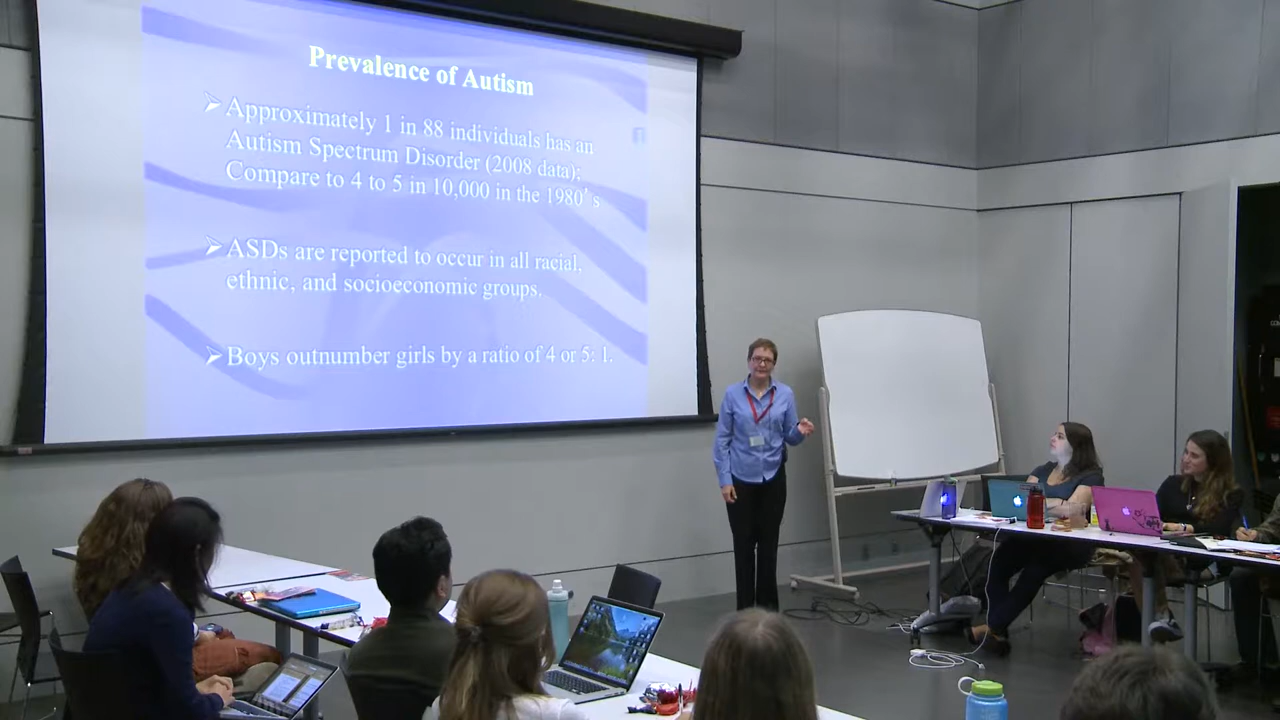 Prevalence of Autism
➢Approximately 1 in 88 individuals has an
Autism Spectrum Disorder (2008 data);
Compare to 4 to 5 in 10,000 in the 1980's
➢ASDs are reported to occur in all racial,
ethnic, and socioeconomic groups.
➢Boys outnumber girls by a ratio of 4 or 5: 1.